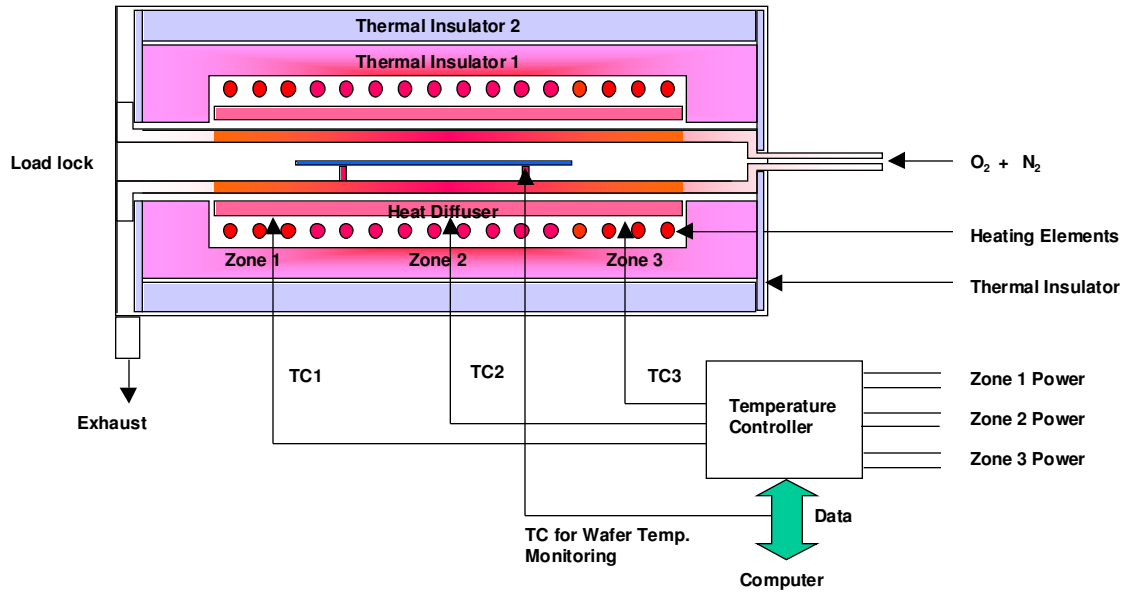 Thermal Insulator 2
Thermal Insulator 1
Load lock
O₂ + N₂
Heat Diffuser
Heating Elements
Zone 1
Zone 2
Zone 3
Thermal Insulator
TC1
TC2
TC3
Exhaust
Temperature
Controller
Zone 1 Power
Zone 2 Power
Zone 3 Power
Data
TC for Wafer Temp.
Monitoring
Computer